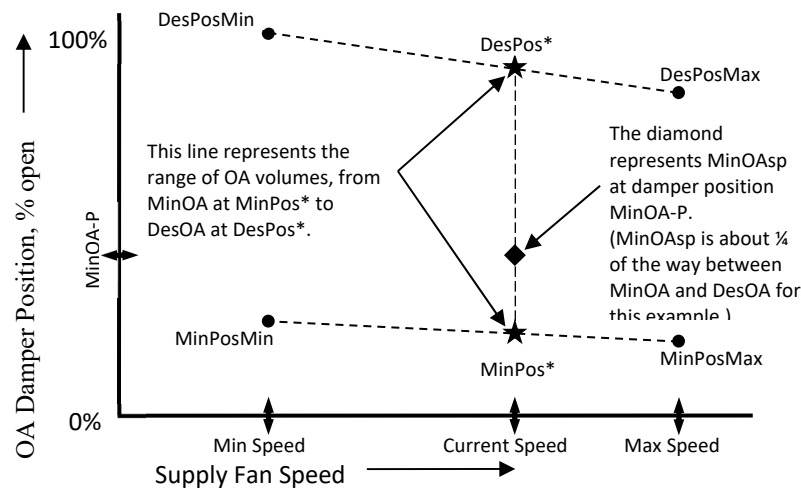 DesPosMin
100%
DesPos*
DesPosMax
This line represents the
range of OA volumes, from
MinOA at MinPos* to
DesOA at DesPos*.
The diamond
represents MinOAsp
at damper position
MinOA-P.
(MinOAsp is about ¼
of the way between
MinOA and DesOA for
this example.)
OA Damper Position, % open
MinOA-P
MinPosMin
MinPos*
MinPosMax
0%
Min Speed
Current Speed
Max Speed
Supply Fan Speed